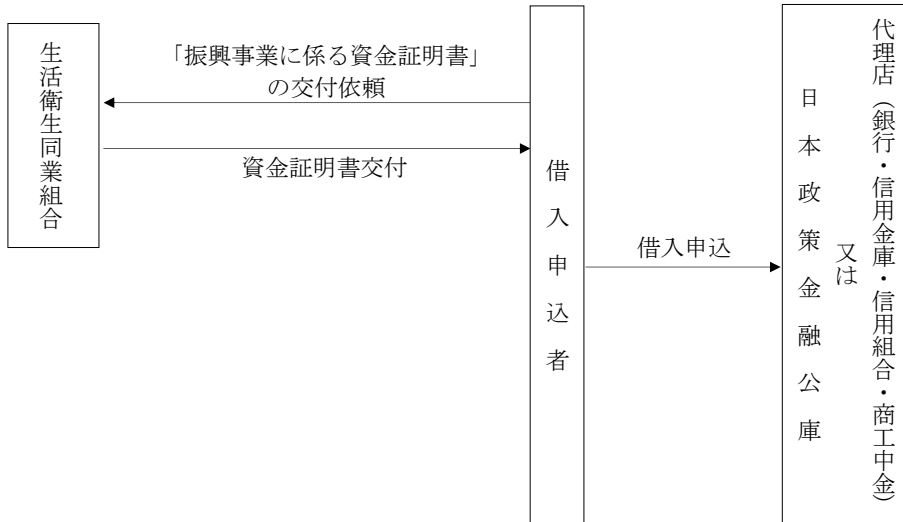 生活衛生同業組合
「振興事業に係る資金証明書」
の交付依頼
資金証明書交付
借入申込者
借入申込
日本政策金融公庫
又は
代理店（銀行・信用金庫・信用組合・商工中金）